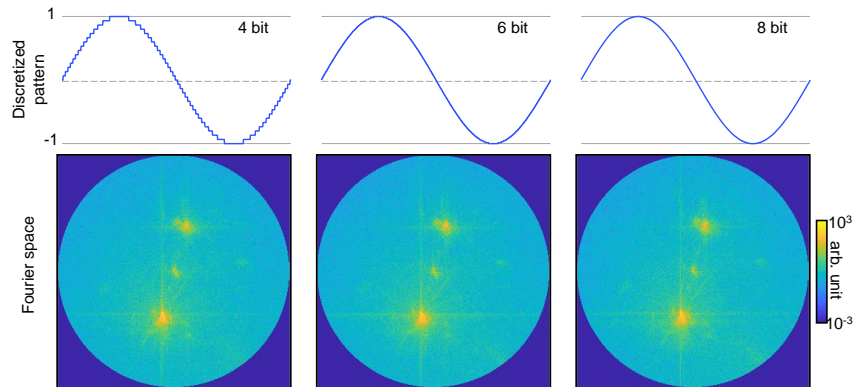 1
4 bit
6 bit
8 bit
Discretized
pattern
-1
Fourier space
10³
arb. unit
10⁻³